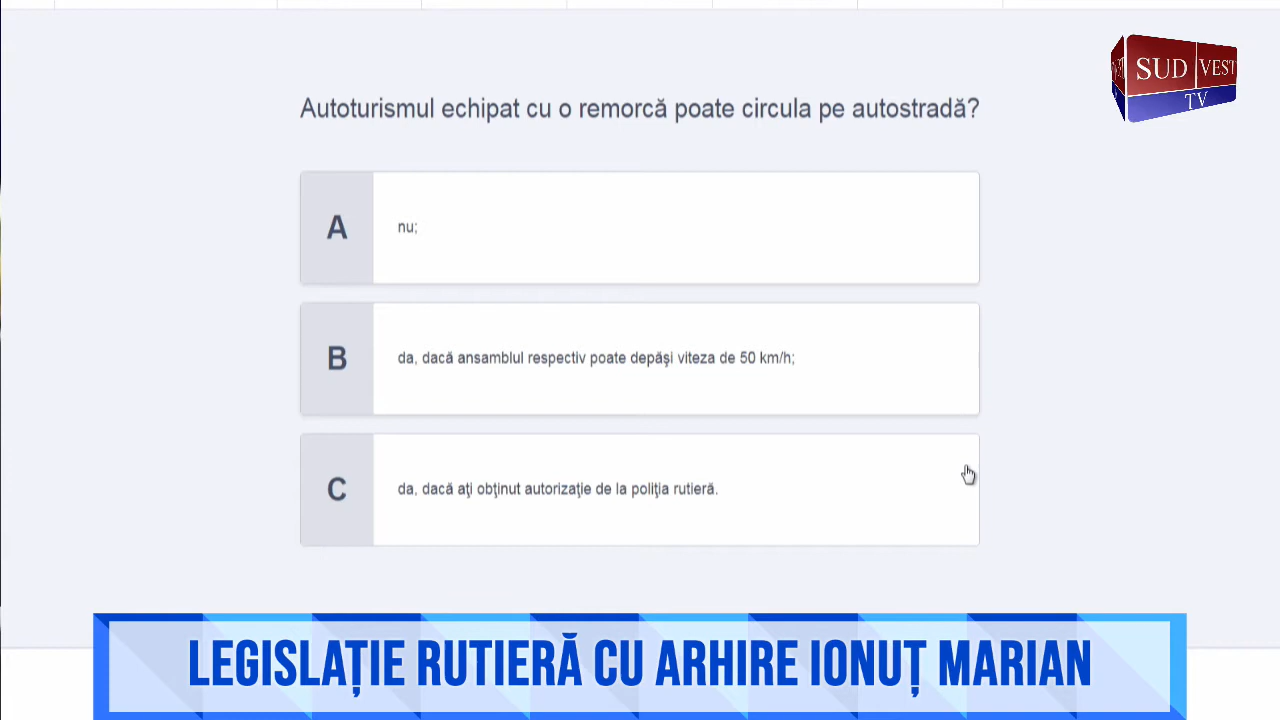 SUD VEST
TV
Autoturismul echipat cu o remorcă poate circula pe autostradă?
A
nu;
B
da, dacă ansamblul respectiv poate depăşi viteza de 50 km/h;
C
da, dacă aţi obţinut autorizaţie de la poliţia rutieră.
LEGISLAȚIE RUTIERĂ CU ARHIRE IONUȚ MARIAN